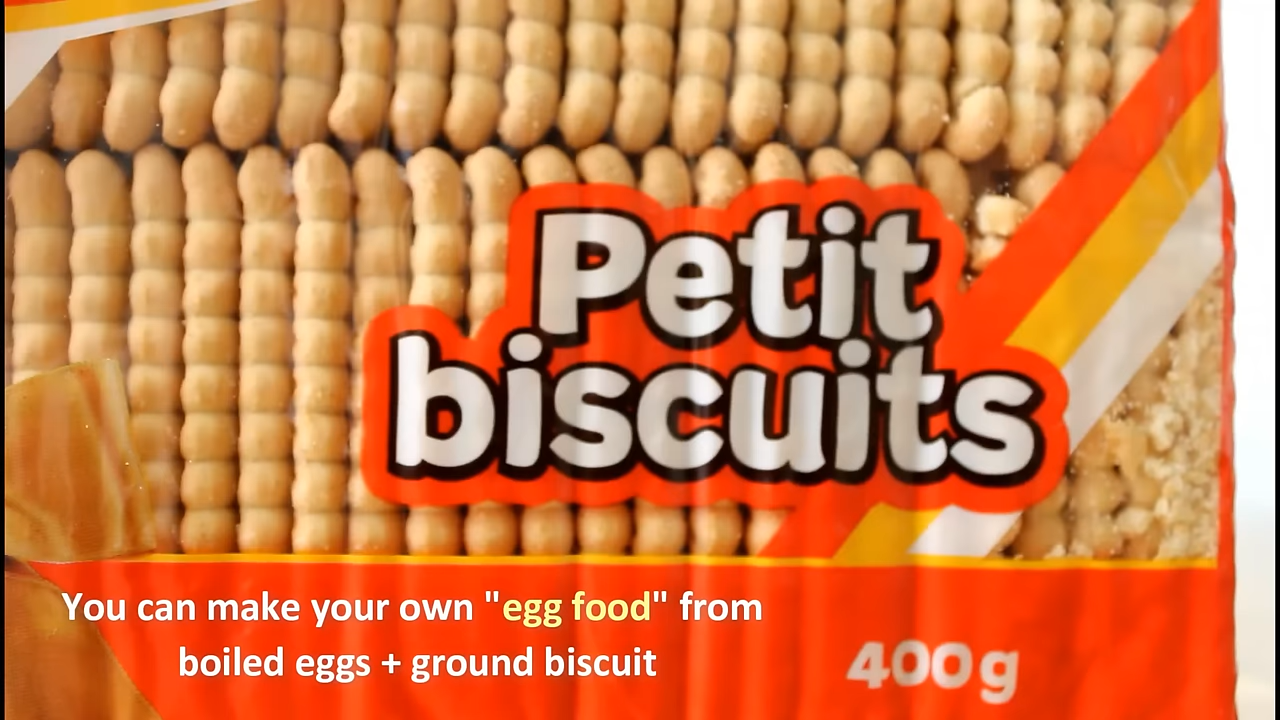 Petit
biscuits
You can make your own "egg food" from
boiled eggs + ground biscuit
400g